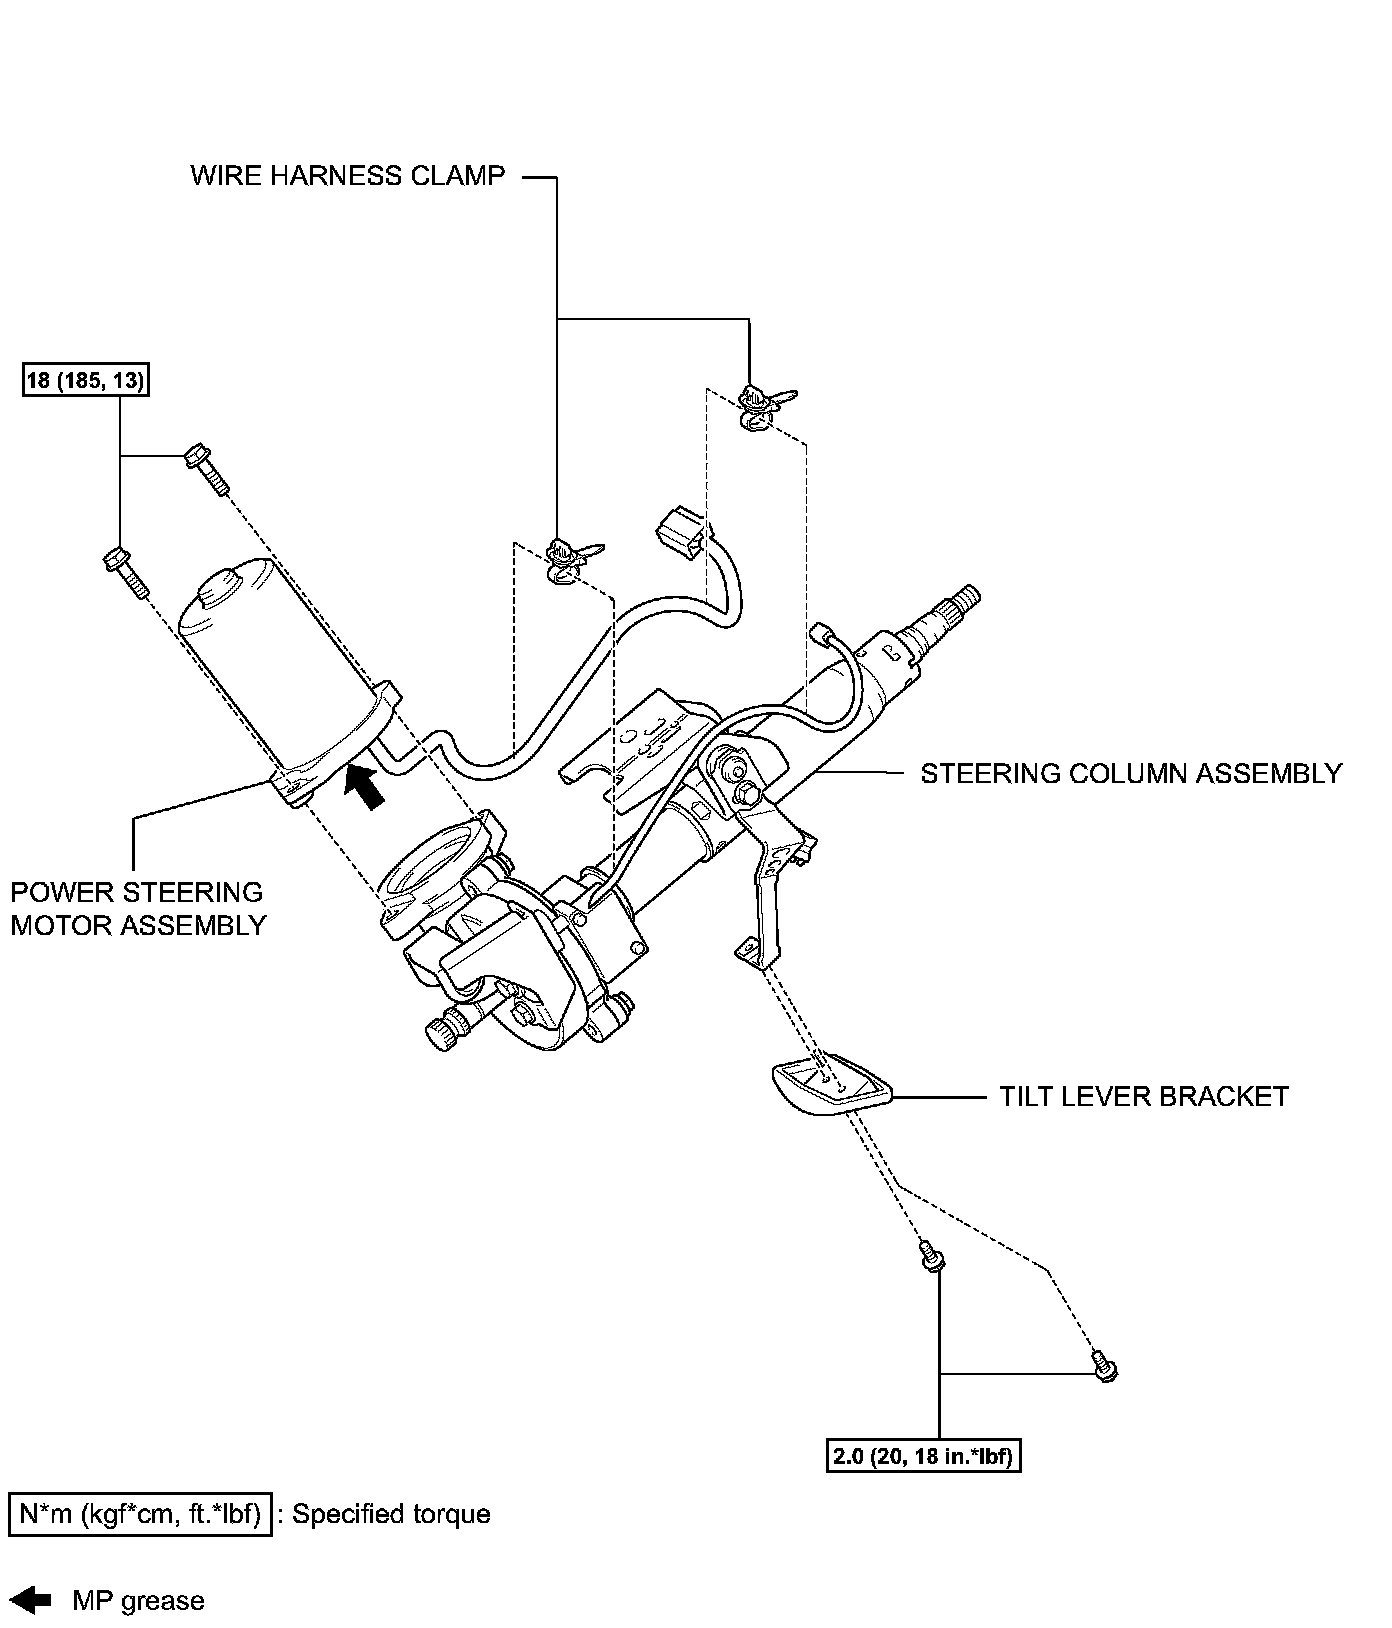 WIRE HARNESS CLAMP
18 (185, 13)
STEERING COLUMN ASSEMBLY
POWER STEERING
MOTOR ASSEMBLY
TILT LEVER BRACKET
2.0 (20, 18 in.*lbf)
N*m (kgf*cm, ft.*lbf) : Specified torque
MP grease